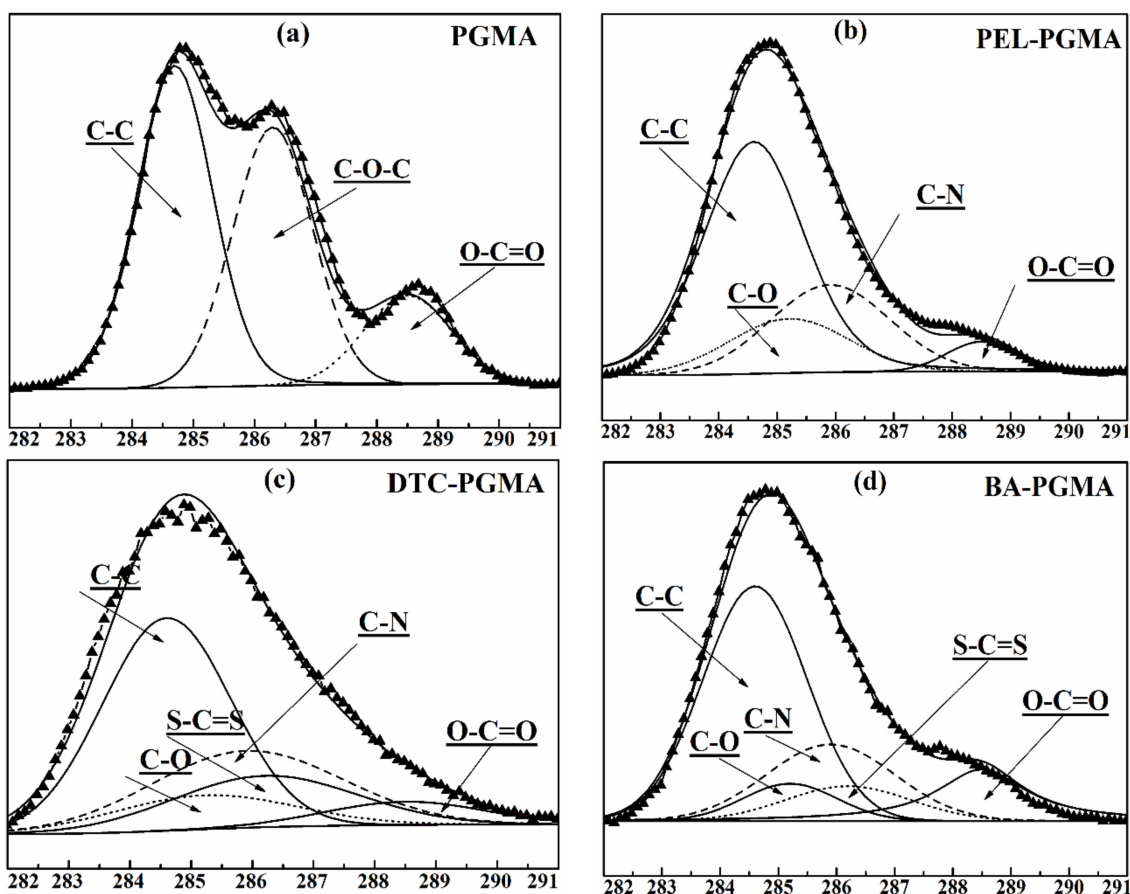 (a)
PGMA
C-C
C-O-C
O-C=O
282 283 284 285 286 287 288 289 290 291
(b)
PEL-PGMA
C-C
C-N
O-C=O
C-O
282 283 284 285 286 287 288 289 290 291
(c)
DTC-PGMA
C-C
C-N
S-C=S
O-C=O
C-O
282 283 284 285 286 287 288 289 290 291
(d)
BA-PGMA
C-C
S-C=S
O-C=O
C-N
C-O
282 283 284 285 286 287 288 289 290 291